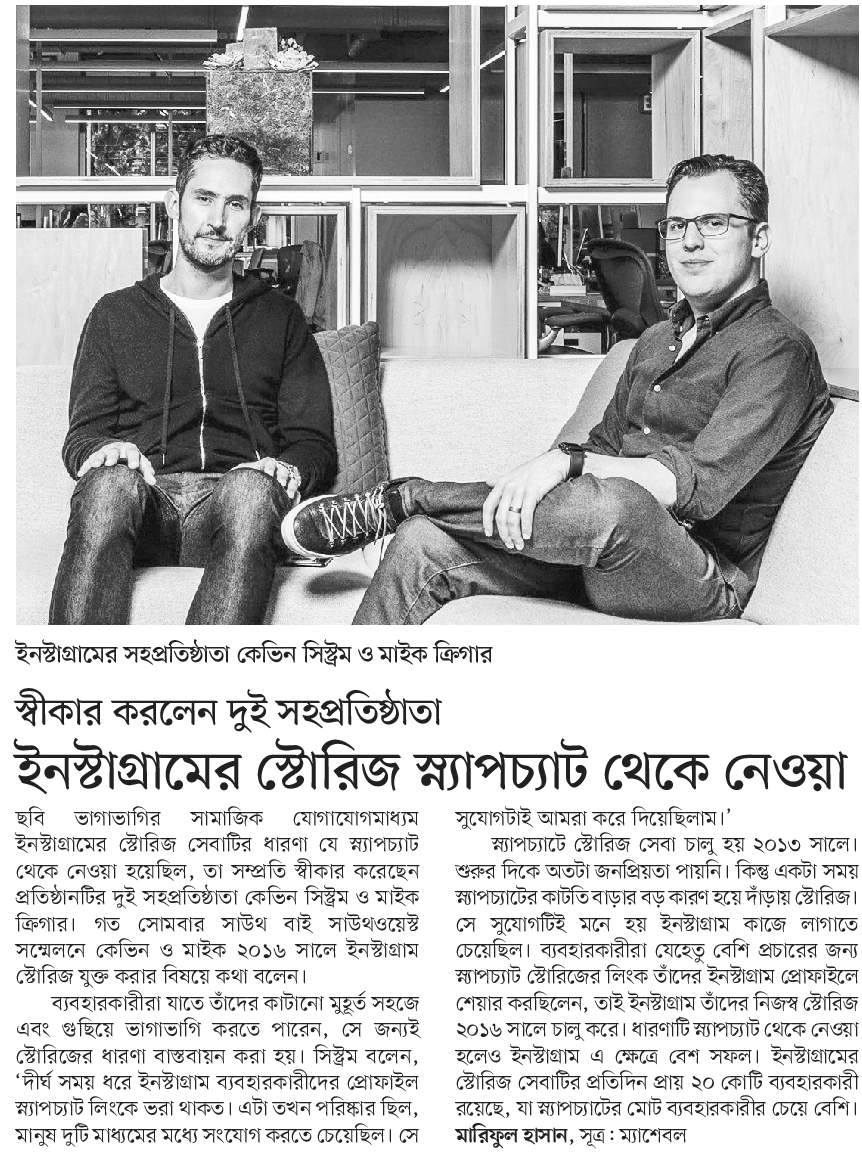 ইনস্টাগ্রামের সহপ্রতিষ্ঠাতা কেভিন সিস্ট্রম ও মাইক ক্রিগার
স্বীকার করলেন দুই সহপ্রতিষ্ঠাতা
ইনস্টাগ্রামের স্টোরিজ স্ন্যাপচ্যাট থেকে নেওয়া
ছবি ভাগাভাগির সামাজিক যোগাযোগমাধ্যম
ইনস্টাগ্রামের স্টোরিজ সেবাটির ধারণা যে স্ন্যাপচ্যাট
থেকে নেওয়া হয়েছিল, তা সম্প্রতি স্বীকার করেছেন
প্রতিষ্ঠানটির দুই সহপ্রতিষ্ঠাতা কেভিন সিস্ট্রম ও মাইক
ক্রিগার। গত সোমবার সাউথ বাই সাউথওয়েস্ট
সম্মেলনে কেভিন ও মাইক ২০১৬ সালে ইনস্টাগ্রাম
স্টোরিজ যুক্ত করার বিষয়ে কথা বলেন।
ব্যবহারকারীরা যাতে তাঁদের কাটানো মুহূর্ত সহজে
এবং গুছিয়ে ভাগাভাগি করতে পারেন, সে জন্যই
স্টোরিজের ধারণা বাস্তবায়ন করা হয়। সিস্ট্রম বলেন,
‘দীর্ঘ সময় ধরে ইনস্টাগ্রাম ব্যবহারকারীদের প্রোফাইল
স্ন্যাপচ্যাট লিংকে ভরা থাকত। এটা তখন পরিষ্কার ছিল,
মানুষ দুটি মাধ্যমের মধ্যে সংযোগ করতে চেয়েছিল। সে
সুযোগটাই আমরা করে দিয়েছিলাম।’
স্ন্যাপচ্যাটে স্টোরিজ সেবা চালু হয় ২০১৩ সালে।
শুরুর দিকে অতটা জনপ্রিয়তা পায়নি। কিন্তু একটা সময়
স্ন্যাপচ্যাটের কাটতি বাড়ার বড় কারণ হয়ে দাঁড়ায় স্টোরিজ।
সে সুযোগটিই মনে হয় ইনস্টাগ্রাম কাজে লাগাতে
চেয়েছিল। ব্যবহারকারীরা যেহেতু বেশি প্রচারের জন্য
স্ন্যাপচ্যাট স্টোরিজের লিংক তাঁদের ইনস্টাগ্রাম প্রোফাইলে
শেয়ার করছিলেন, তাই ইনস্টাগ্রাম তাঁদের নিজস্ব স্টোরিজ
২০১৬ সালে চালু করে। ধারণাটি স্ন্যাপচ্যাট থেকে নেওয়া
হলেও ইনস্টাগ্রাম এ ক্ষেত্রে বেশ সফল। ইনস্টাগ্রামের
স্টোরিজ সেবাটির প্রতিদিন প্রায় ২০ কোটি ব্যবহারকারী
রয়েছে, যা স্ন্যাপচ্যাটের মোট ব্যবহারকারীর চেয়ে বেশি।
মারিফুল হাসান, সূত্র : ম্যাশেবল